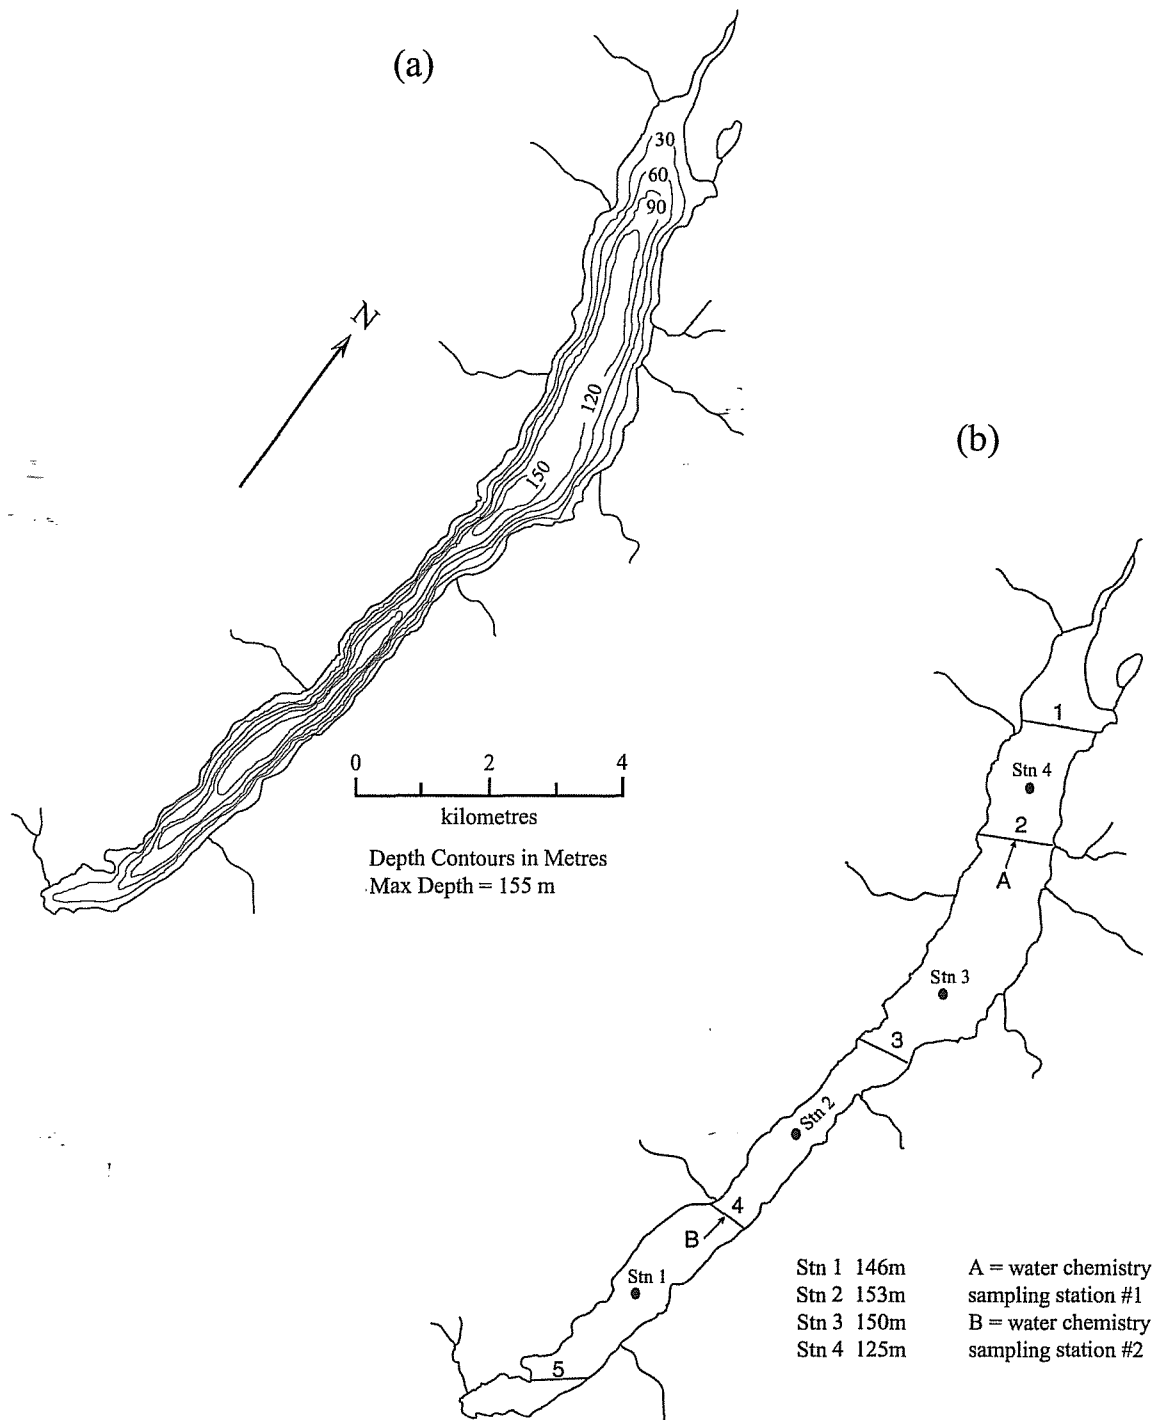 (a)
30
60
90
N
120
150
0 2 4
kilometres
Depth Contours in Metres
Max Depth = 155 m
(b)
1
Stn 4
2
A
Stn 3
3
Stn 2
4
B
Stn 1
5
Stn 1 146m
Stn 2 153m
Stn 3 150m
Stn 4 125m
A = water chemistry
sampling station #1
B = water chemistry
sampling station #2